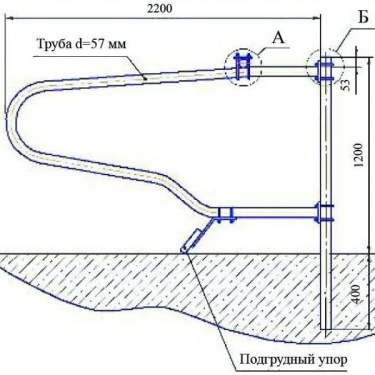 2200
А
Б
Труба d=57 мм
53
1200
400
Подгрудный упор